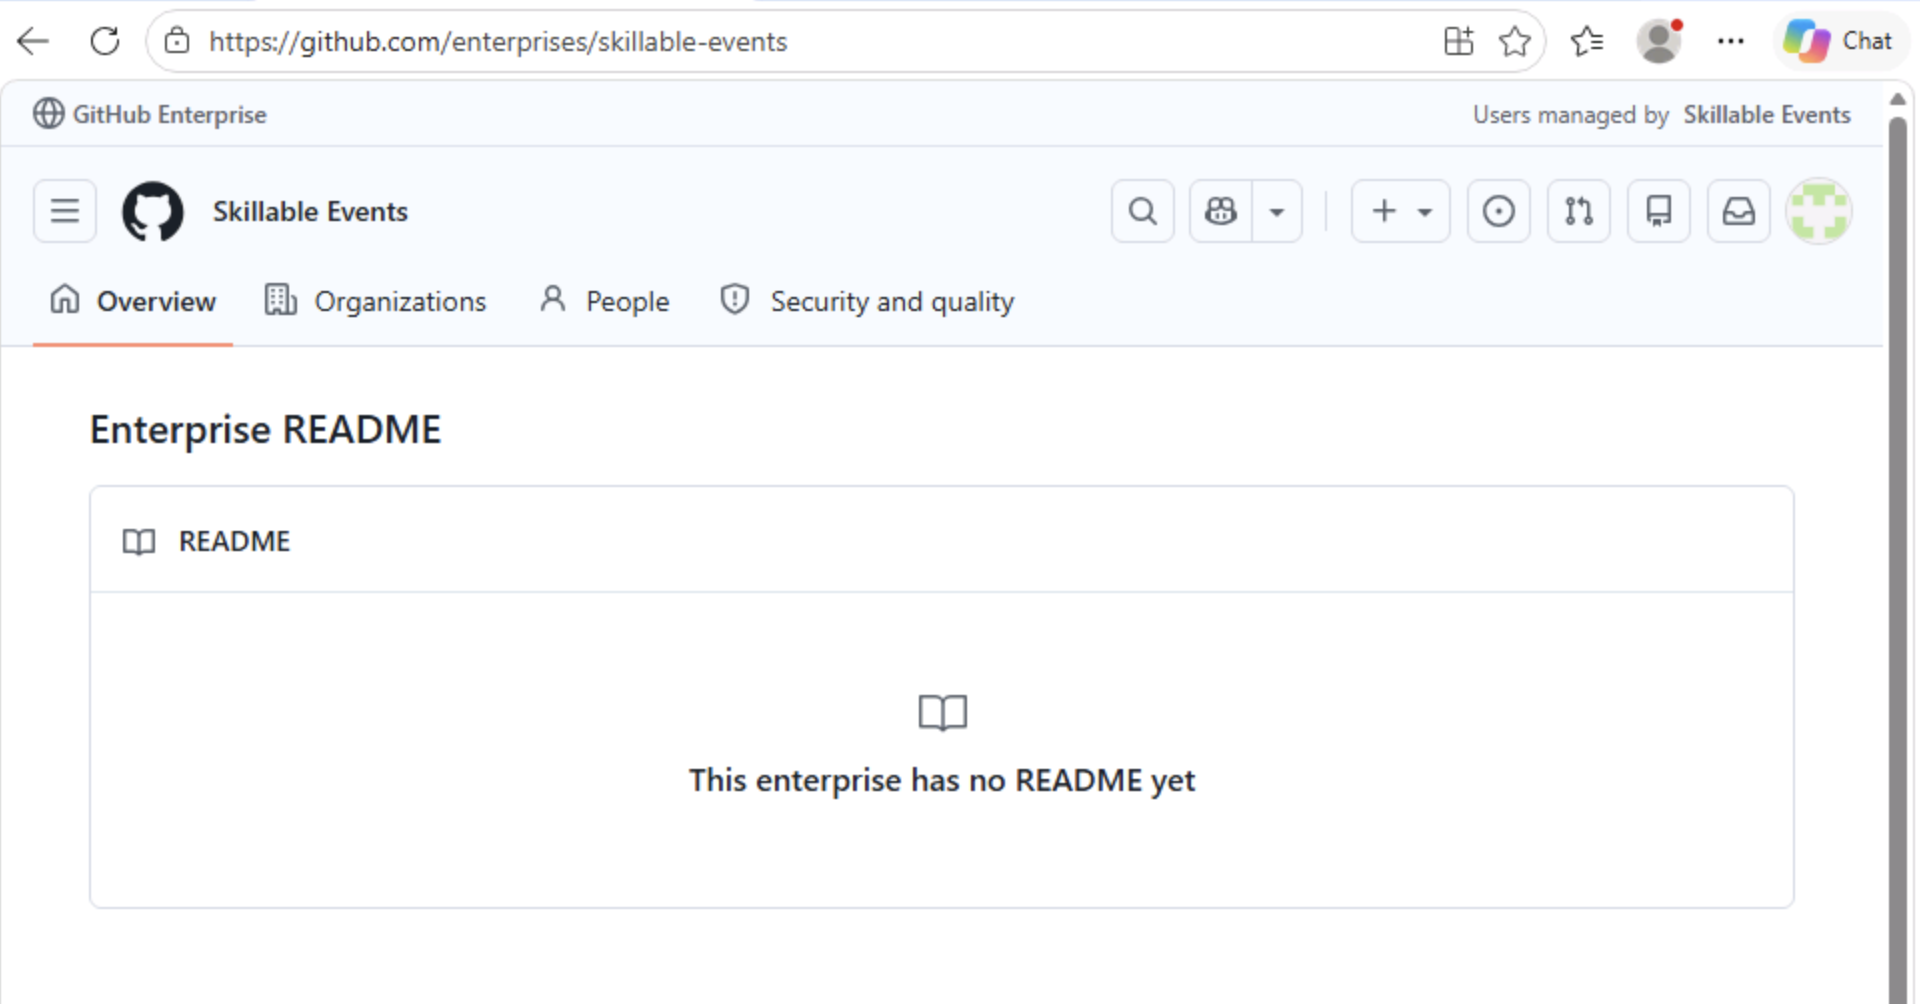 https://github.com/enterprises/skillable-events
Chat
GitHub Enterprise
Users managed by Skillable Events
Skillable Events
Overview
Organizations
People
Security and quality
Enterprise README
README
This enterprise has no README yet